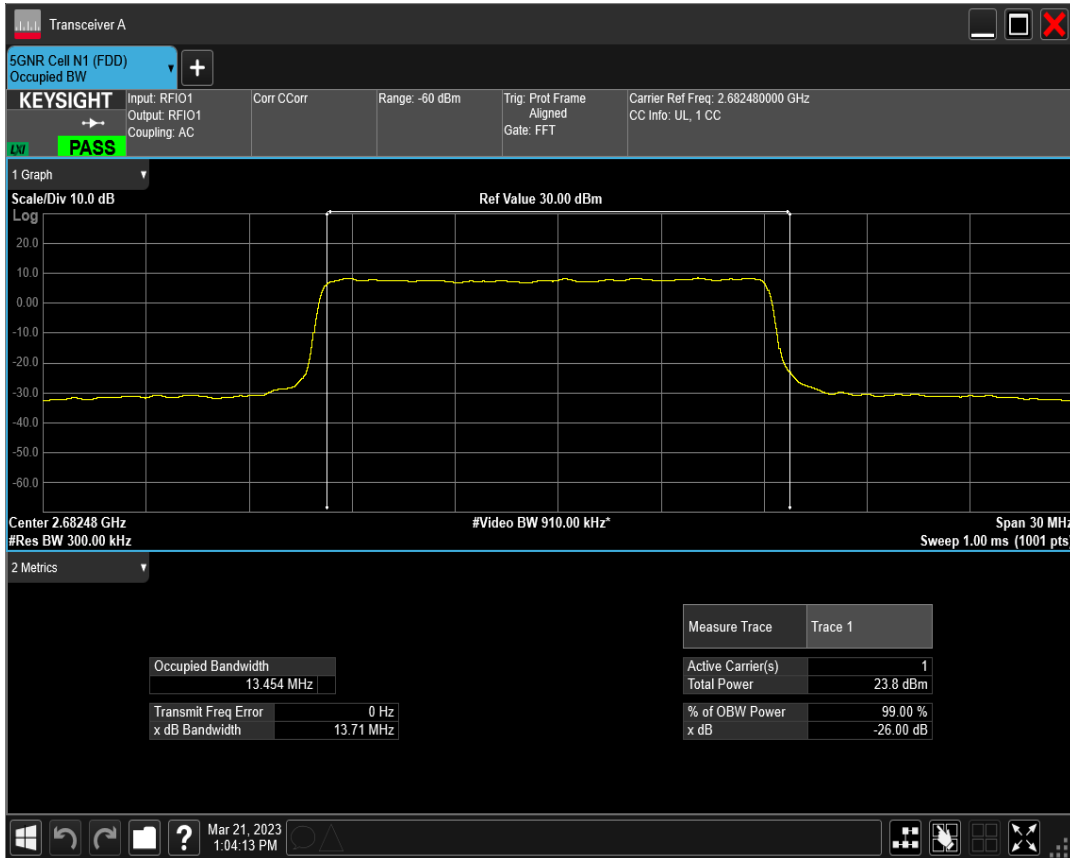 Transceiver A
5GNR Cell N1 (FDD)
Occupied BW
+
KEYSIGHT
LXI
PASS
Input: RFIO1
Output: RFIO1
Coupling: AC
Corr CCorr
Range: -60 dBm
Trig: Prot Frame
Aligned
Gate: FFT
Carrier Ref Freq: 2.682480000 GHz
CC Info: UL, 1 CC
1 Graph
Scale/Div 10.0 dB
Ref Value 30.00 dBm
Log
20.0
10.0
0.00
-10.0
-20.0
-30.0
-40.0
-50.0
-60.0
Center 2.68248 GHz
#Video BW 910.00 kHz*
Span 30 MHz
#Res BW 300.00 kHz
Sweep 1.00 ms (1001 pts)
2 Metrics
Measure Trace Trace 1
Occupied Bandwidth
13.454 MHz
Active Carrier(s) 1
Total Power 23.8 dBm
Transmit Freq Error 0 Hz
x dB Bandwidth 13.71 MHz
% of OBW Power 99.00 %
x dB -26.00 dB
?
Mar 21, 2023
1:04:13 PM